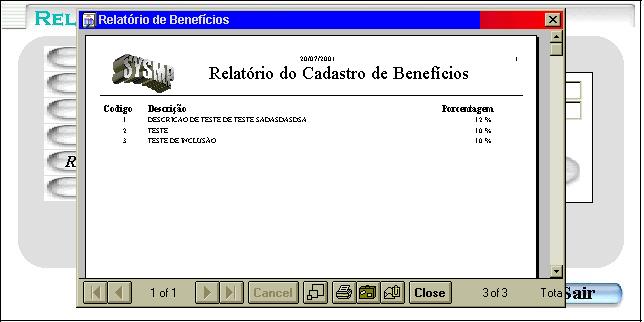 REL
Relatório de Benefícios
SYSMP
20/07/2001 1
Relatório do Cadastro de Benefícios
Codigo Descrição Porcentagem
1 DESCRICAO DE TESTE DE TESTE SADASDASDSA 12 %
2 TESTE 10 %
3 TESTE DE INCLUSÃO 10 %
R
1 of 1 Cancel Close 3 of 3 Tota
Sair